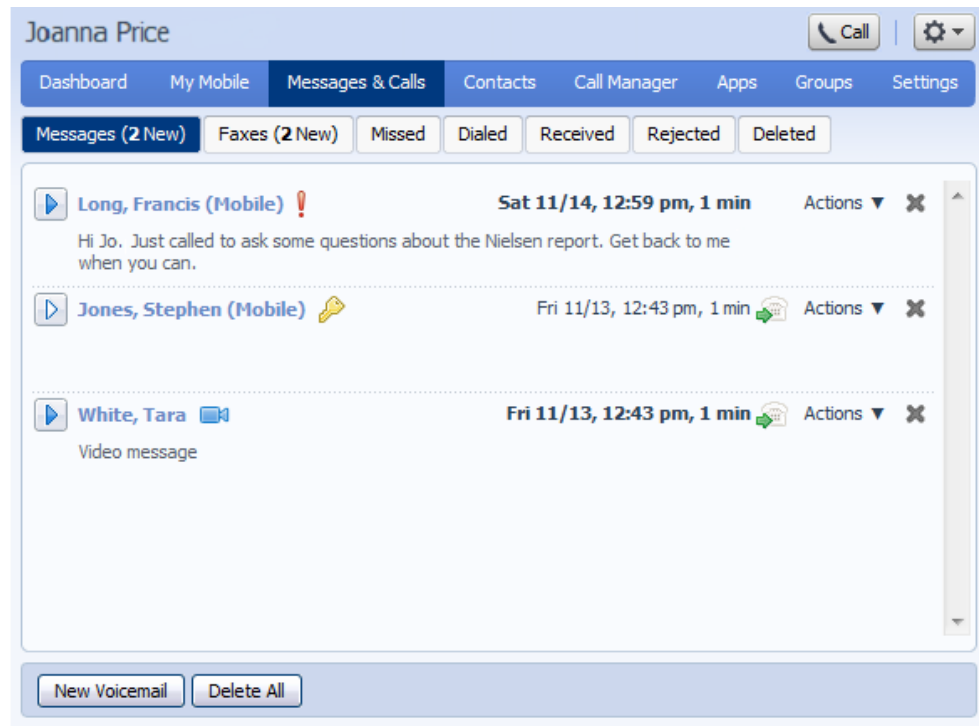 Joanna Price
Call
Dashboard My Mobile Messages & Calls Contacts Call Manager Apps Groups Settings
Messages (2 New) Faxes (2 New) Missed Dialed Received Rejected Deleted
Long, Francis (Mobile) Sat 11/14, 12:59 pm, 1 min Actions
Hi Jo. Just called to ask some questions about the Nielsen report. Get back to me
when you can.
Jones, Stephen (Mobile) Fri 11/13, 12:43 pm, 1 min Actions
White, Tara Fri 11/13, 12:43 pm, 1 min Actions
Video message
New Voicemail Delete All